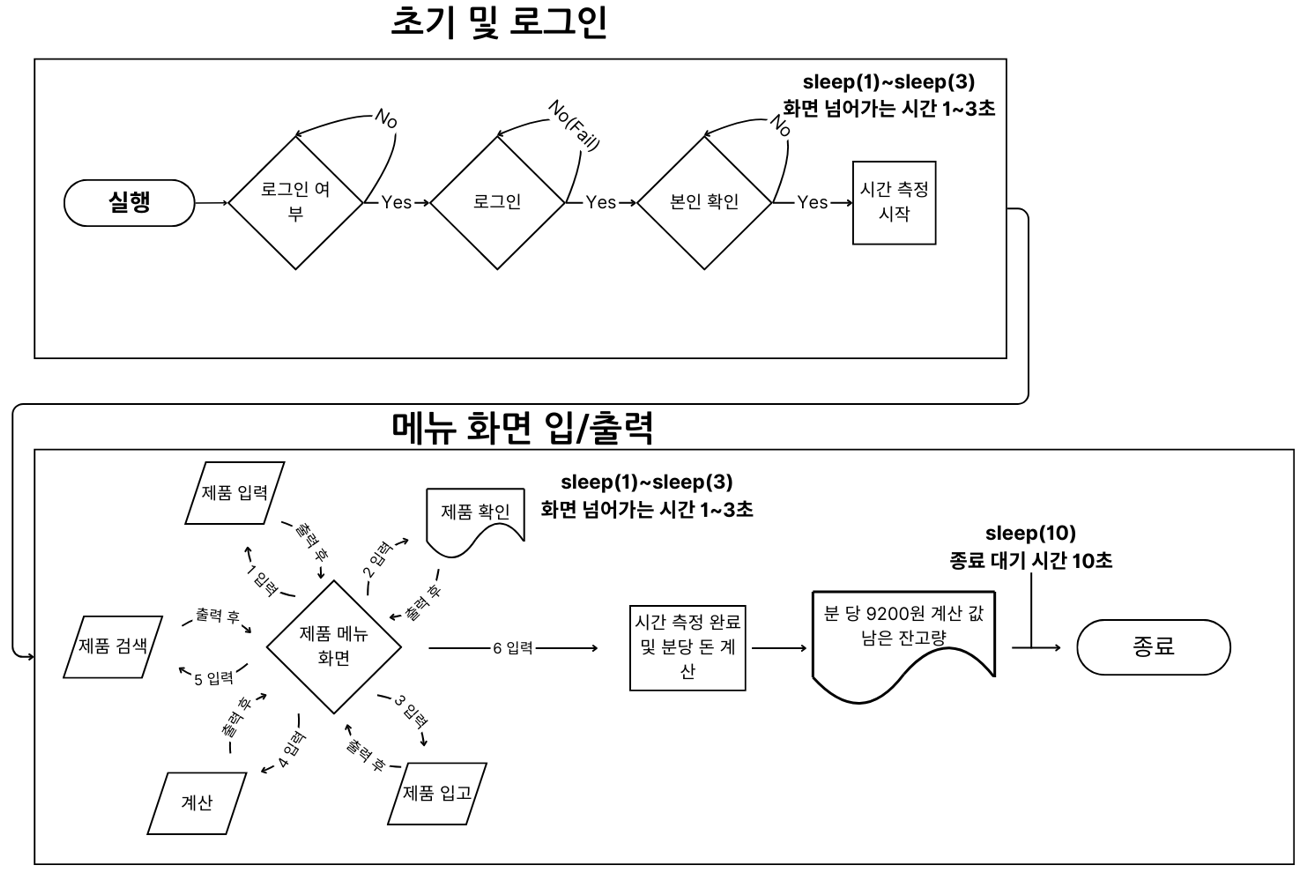 초기 및 로그인
sleep(1)~sleep(3)
화면 넘어가는 시간 1~3초
No
No(Fail)
No
실행
로그인 여
부
Yes
로그인
Yes
본인 확인
Yes
시간 측정
시작
메뉴 화면 입/출력
제품 입력
출력 후
1 입력
제품 확인
2 입력
출력 후
sleep(1)~sleep(3)
화면 넘어가는 시간 1~3초
제품 검색
출력 후
5 입력
제품 메뉴
화면
6 입력
시간 측정 완료
및 분당 돈 계
산
분 당 9200원 계산 값
남은 잔고량
sleep(10)
종료 대기 시간 10초
종료
출력 후
4 입력
계산
3 입력
출력 후
제품 입고